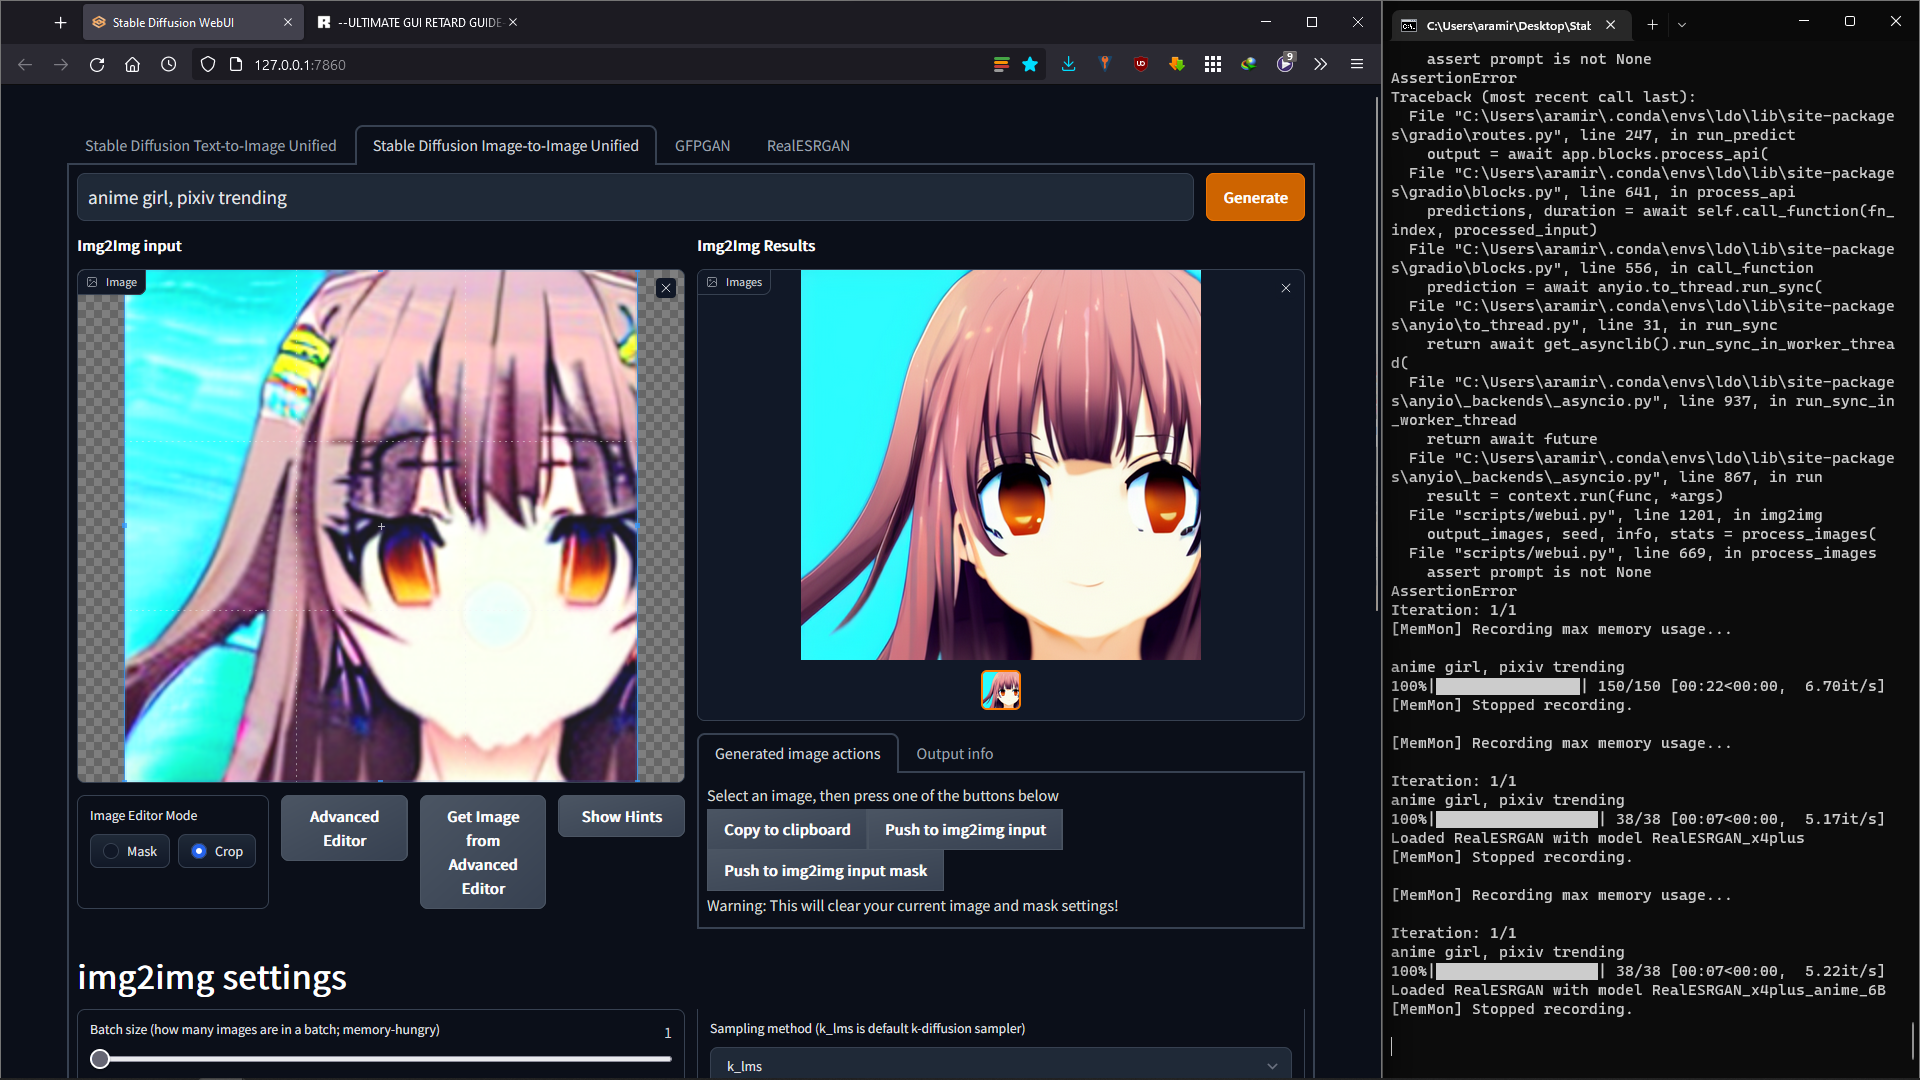 Stable Diffusion WebUI
--ULTIMATE GUI RETARD GUIDE-
127.0.0.1:7860
UD
9
Stable Diffusion Text-to-Image Unified
Stable Diffusion Image-to-Image Unified
GFPGAN
RealESRGAN
anime girl, pixiv trending
Generate
Img2Img input
Image
Image Editor Mode
Mask
Crop
Advanced
Editor
Get Image
from
Advanced
Editor
Show Hints
Img2Img Results
Images
Generated image actions
Output info
Select an image, then press one of the buttons below
Copy to clipboard
Push to img2img input
Push to img2img input mask
Warning: This will clear your current image and mask settings!
img2img settings
Batch size (how many images are in a batch; memory-hungry)
1
Sampling method (k_lms is default k-diffusion sampler)
k_lms
C:\Users\aramir\Desktop\Stab
    assert prompt is not None
AssertionError
Traceback (most recent call last):
  File "C:\Users\aramir\.conda\envs\ldo\lib\site-package
s\gradio\routes.py", line 247, in run_predict
    output = await app.blocks.process_api(
  File "C:\Users\aramir\.conda\envs\ldo\lib\site-package
s\gradio\blocks.py", line 641, in process_api
    predictions, duration = await self.call_function(fn_
index, processed_input)
  File "C:\Users\aramir\.conda\envs\ldo\lib\site-package
s\gradio\blocks.py", line 556, in call_function
    prediction = await anyio.to_thread.run_sync(
  File "C:\Users\aramir\.conda\envs\ldo\lib\site-package
s\anyio\to_thread.py", line 31, in run_sync
    return await get_asynclib().run_sync_in_worker_threa
d(
  File "C:\Users\aramir\.conda\envs\ldo\lib\site-package
s\anyio\_backends\_asyncio.py", line 937, in run_sync_in
_worker_thread
    return await future
  File "C:\Users\aramir\.conda\envs\ldo\lib\site-package
s\anyio\_backends\_asyncio.py", line 867, in run
    result = context.run(func, *args)
  File "scripts/webui.py", line 1201, in img2img
    output_images, seed, info, stats = process_images(
  File "scripts/webui.py", line 669, in process_images
    assert prompt is not None
AssertionError
Iteration: 1/1
[MemMon] Recording max memory usage...
anime girl, pixiv trending
100%| | 150/150 [00:22<00:00,  6.70it/s]
[MemMon] Stopped recording.
[MemMon] Recording max memory usage...
Iteration: 1/1
anime girl, pixiv trending
100%| | 38/38 [00:07<00:00,  5.17it/s]
Loaded RealESRGAN with model RealESRGAN_x4plus
[MemMon] Stopped recording.
[MemMon] Recording max memory usage...
Iteration: 1/1
anime girl, pixiv trending
100%| | 38/38 [00:07<00:00,  5.22it/s]
Loaded RealESRGAN with model RealESRGAN_x4plus_anime_6B
[MemMon] Stopped recording.